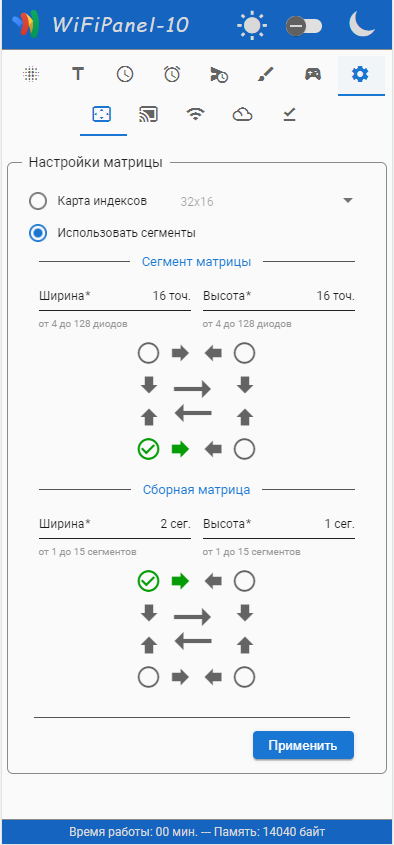 WiFiPanel-10
T
Настройки матрицы
Карта индексов 32x16
Использовать сегменты
Сегмент матрицы
Ширина* 16 точ. Высота* 16 точ.
от 4 до 128 диодов от 4 до 128 диодов
Сборная матрица
Ширина* 2 сег. Высота* 1 сег.
от 1 до 15 сегментов от 1 до 15 сегментов
Применить
Время работы: 00 мин. — Память: 14040 байт